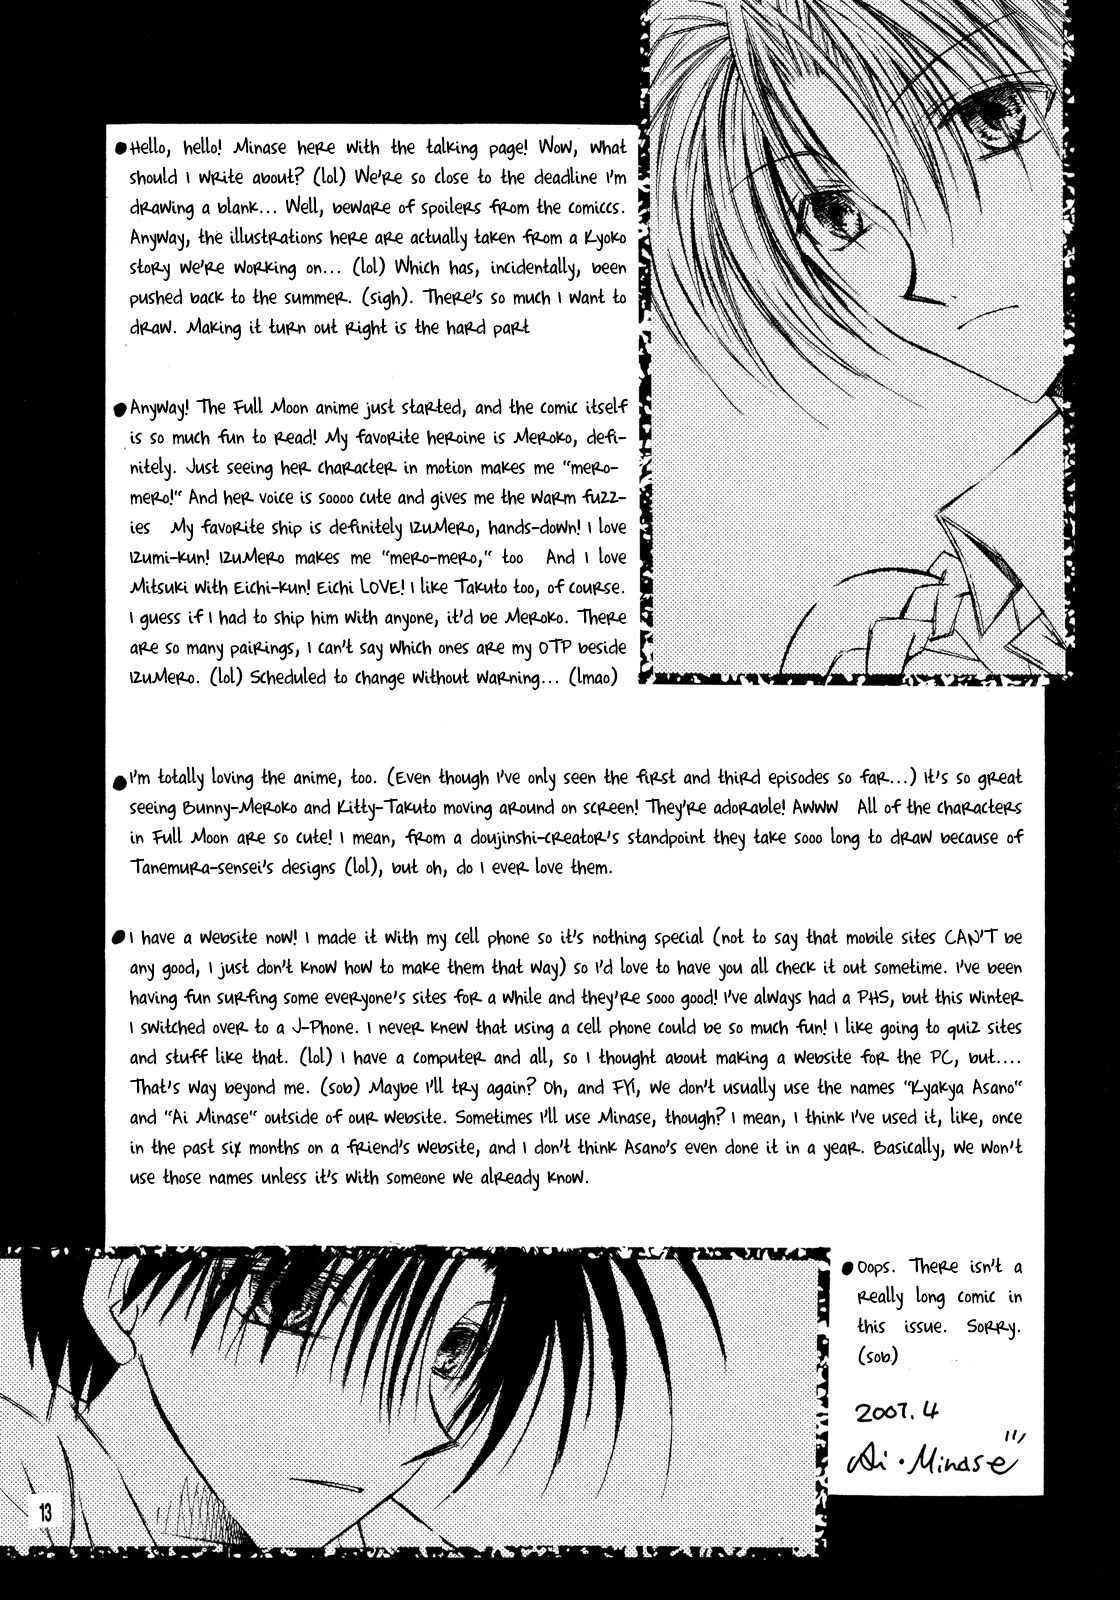 Hello, hello! Minase here with the talking page! Wow, what
should I write about? (lol) We're so close to the deadline I'm
drawing a blank... Well, beware of spoilers from the comiccs.
Anyway, the illustrations here are actually taken from a Kyoko
story we're working on... (lol) Which has, incidentally, been
pushed back to the summer. (sigh). There's so much I want to
draw. Making it turn out right is the hard part
Anyway! The Full Moon anime just started, and the comic itself
is so much fun to read! My favorite heroine is Meroko, defi-
nitely. Just seeing her character in motion makes me "mero-
mero!" And her voice is soooo cute and gives me the warm fuzz-
ies My favorite ship is definitely IzuMero, hands-down! I love
Izumi-kun! IzuMero makes me "mero-mero," too And I love
Mitsuki with Eichi-kun! Eichi LOVE! I like Takuto too, of course.
I guess if I had to ship him with anyone, it'd be Meroko. There
are so many pairings, I can't say which ones are my OTP beside
IzuMero. (lol) Scheduled to change without warning... (lmao)
I'm totally loving the anime, too. (Even though I've only seen the first and third episodes so far...) It's so great
seeing Bunny-Meroko and Kitty-Takuto moving around on screen! They're adorable! Awww All of the characters
in Full Moon are so cute! I mean, from a doujinshi-creator's standpoint they take sooo long to draw because of
Tanemura-sensei's designs (lol), but oh, do I ever love them.
I have a website now! I made it with my cell phone so it's nothing special (not to say that mobile sites CAN'T be
any good, I just don't know how to make them that way) so I'd love to have you all check it out sometime. I've been
having fun surfing some everyone's sites for a while and they're sooo good! I've always had a PHS, but this winter
I switched over to a J-Phone. I never knew that using a cell phone could be so much fun! I like going to quiz sites
and stuff like that. (lol) I have a computer and all, so I thought about making a website for the PC, but....
That's way beyond me. (sob) Maybe I'll try again? Oh, and FYI, we don't usually use the names "Kyakya Asano"
and "Ai Minase" outside of our website. Sometimes I'll use Minase, though? I mean, I think I've used it, like, once
in the past six months on a friend's website, and I don't think Asano's even done it in a year. Basically, we won't
use those names unless it's with someone we already know.
Oops. There isn't a
really long comic in
this issue. Sorry.
(sob)
2007.4
Ai・Minase
13